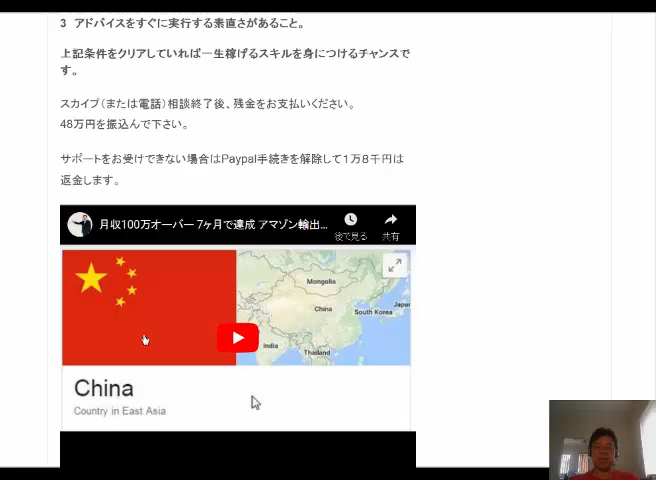 3　アドバイスをすぐに実行する素直さがあること。
上記条件をクリアしていれば一生稼げるスキルを身につけるチャンスで
す。
スカイプ（または電話）相談終了後、残金をお支払いください。
48万円を振込んで下さい。
サポートをお受けできない場合はPaypal手続きを解除して１万８千円は
返金します。
月収100万オーバー 7ヶ月で達成 アマゾン輸出...
後で見る
共有
Mongolia
China
South Korea
Japan
India
Thailand
China
Country in East Asia